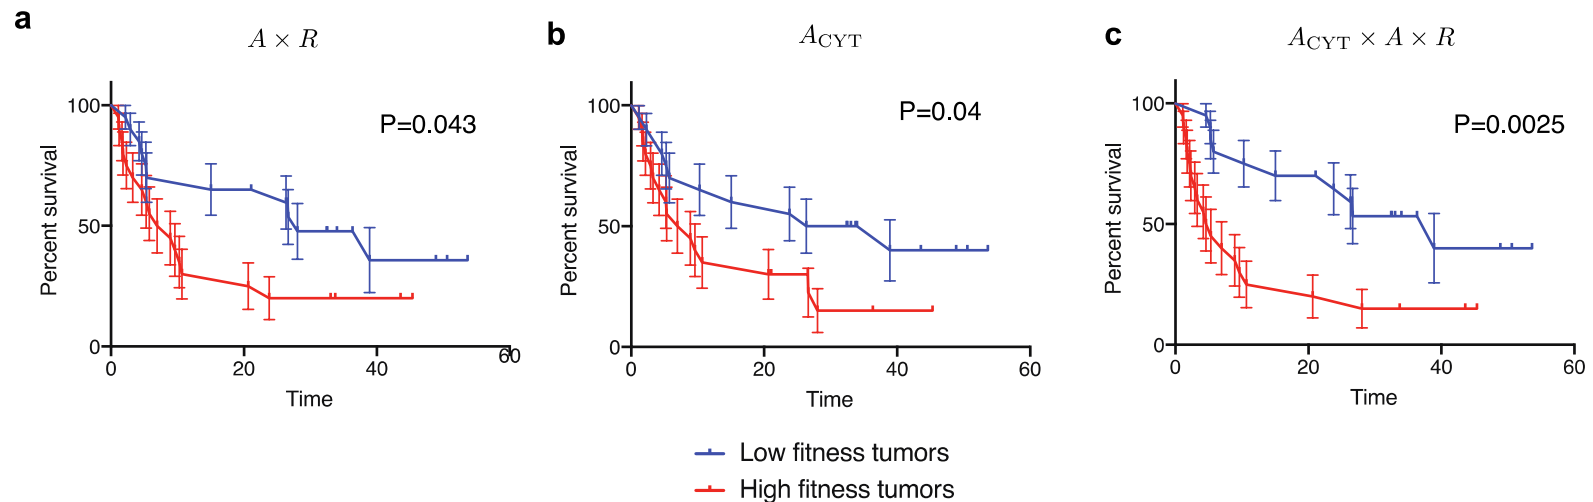 a
A × R
P=0.043
Percent survival
100
50
0
0
20
40
60
Time
b
A_CYT
P=0.04
Percent survival
100
50
0
0
20
40
60
Time
c
A_CYT × A × R
P=0.0025
Percent survival
100
50
0
0
20
40
60
Time
Low fitness tumors
High fitness tumors